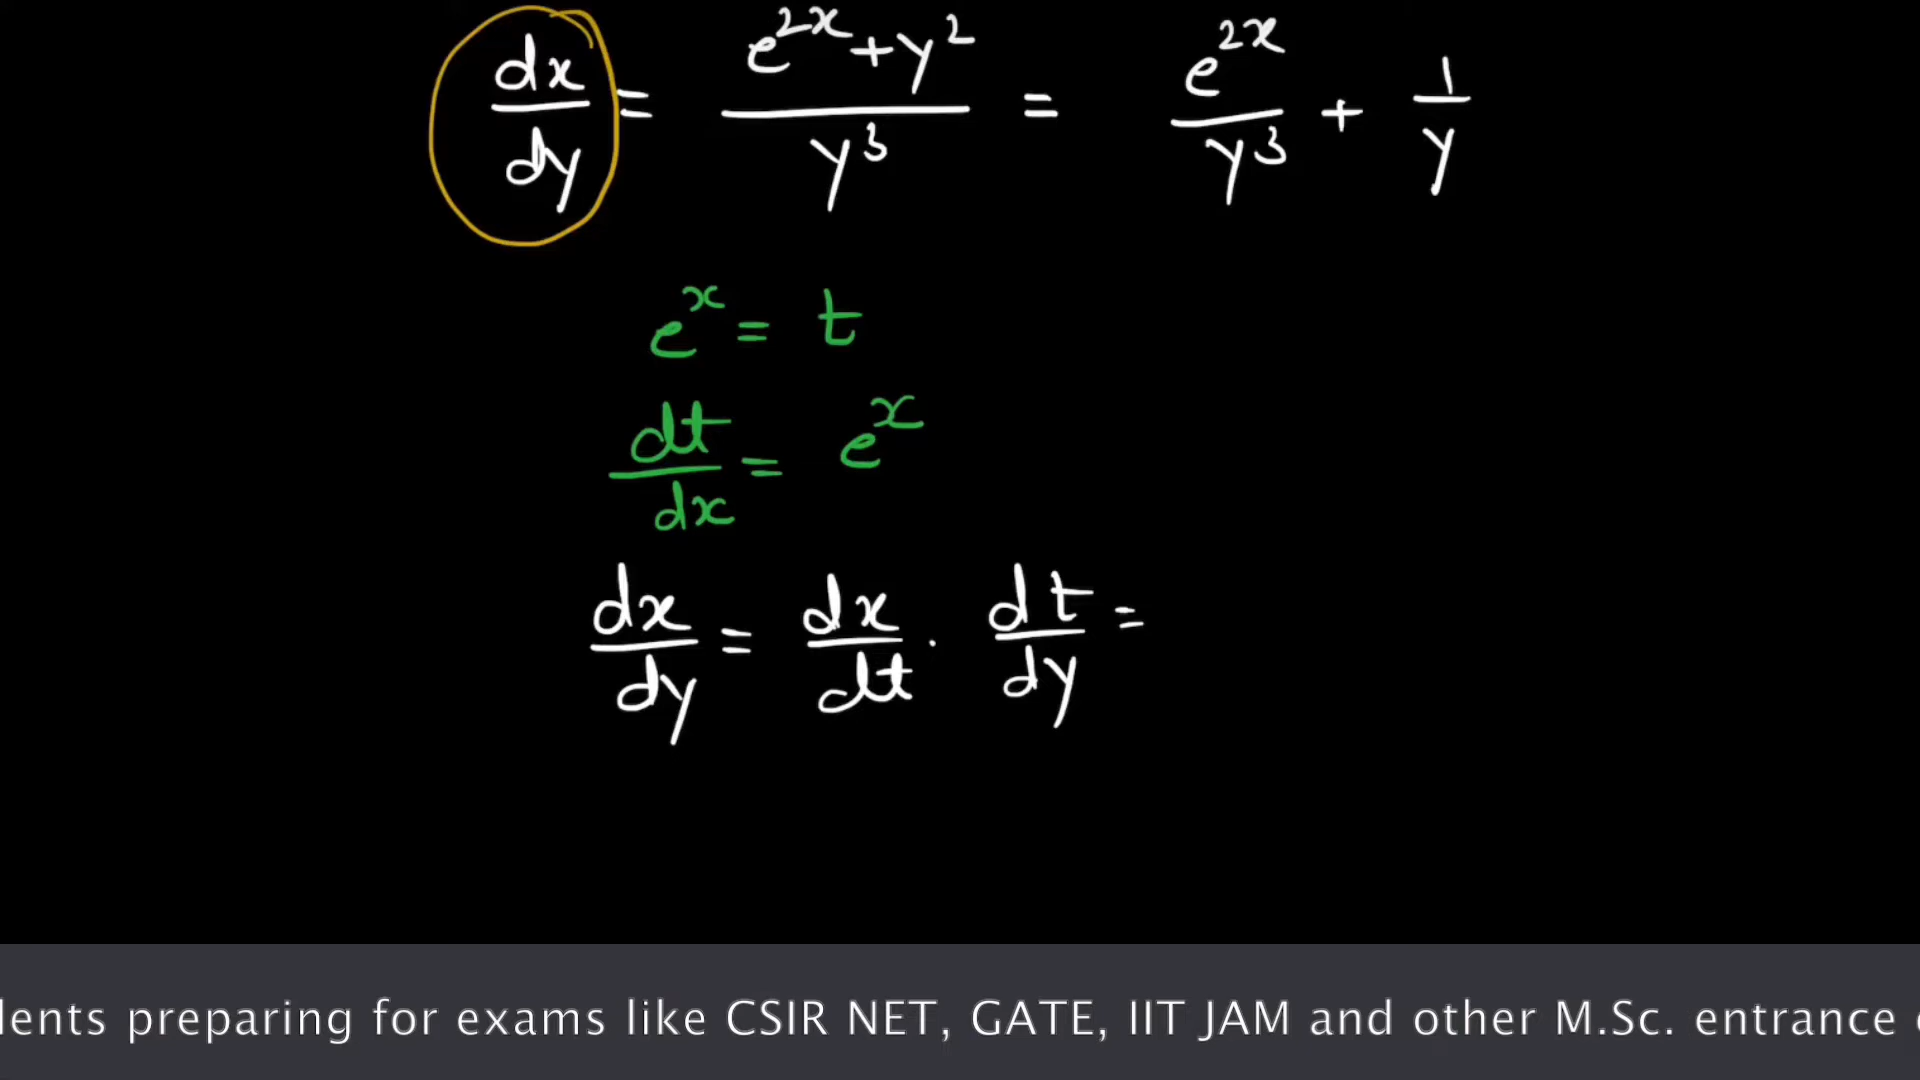 dx/dy = (e^{2x} + y^2)/y^3 = e^{2x}/y^3 + 1/y
e^x = t
dt/dx = e^x
dx/dy = dx/dt . dt/dy =
dents preparing for exams like CSIR NET, GATE, IIT JAM and other M.Sc. entrance